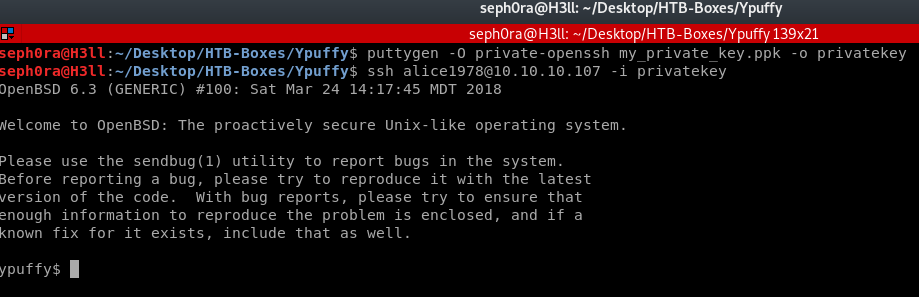 seph0ra@H3ll: ~/Desktop/HTB-Boxes/Ypuffy
seph0ra@H3ll: ~/Desktop/HTB-Boxes/Ypuffy 139x21
seph0ra@H3ll:~/Desktop/HTB-Boxes/Ypuffy$ puttygen -O private-openssh my_private_key.ppk -o privatekey
seph0ra@H3ll:~/Desktop/HTB-Boxes/Ypuffy$ ssh alice1978@10.10.10.107 -i privatekey
OpenBSD 6.3 (GENERIC) #100: Sat Mar 24 14:17:45 MDT 2018
Welcome to OpenBSD: The proactively secure Unix-like operating system.
Please use the sendbug(1) utility to report bugs in the system.
Before reporting a bug, please try to reproduce it with the latest
version of the code.  With bug reports, please try to ensure that
enough information to reproduce the problem is enclosed, and if a
known fix for it exists, include that as well.
ypuffy$